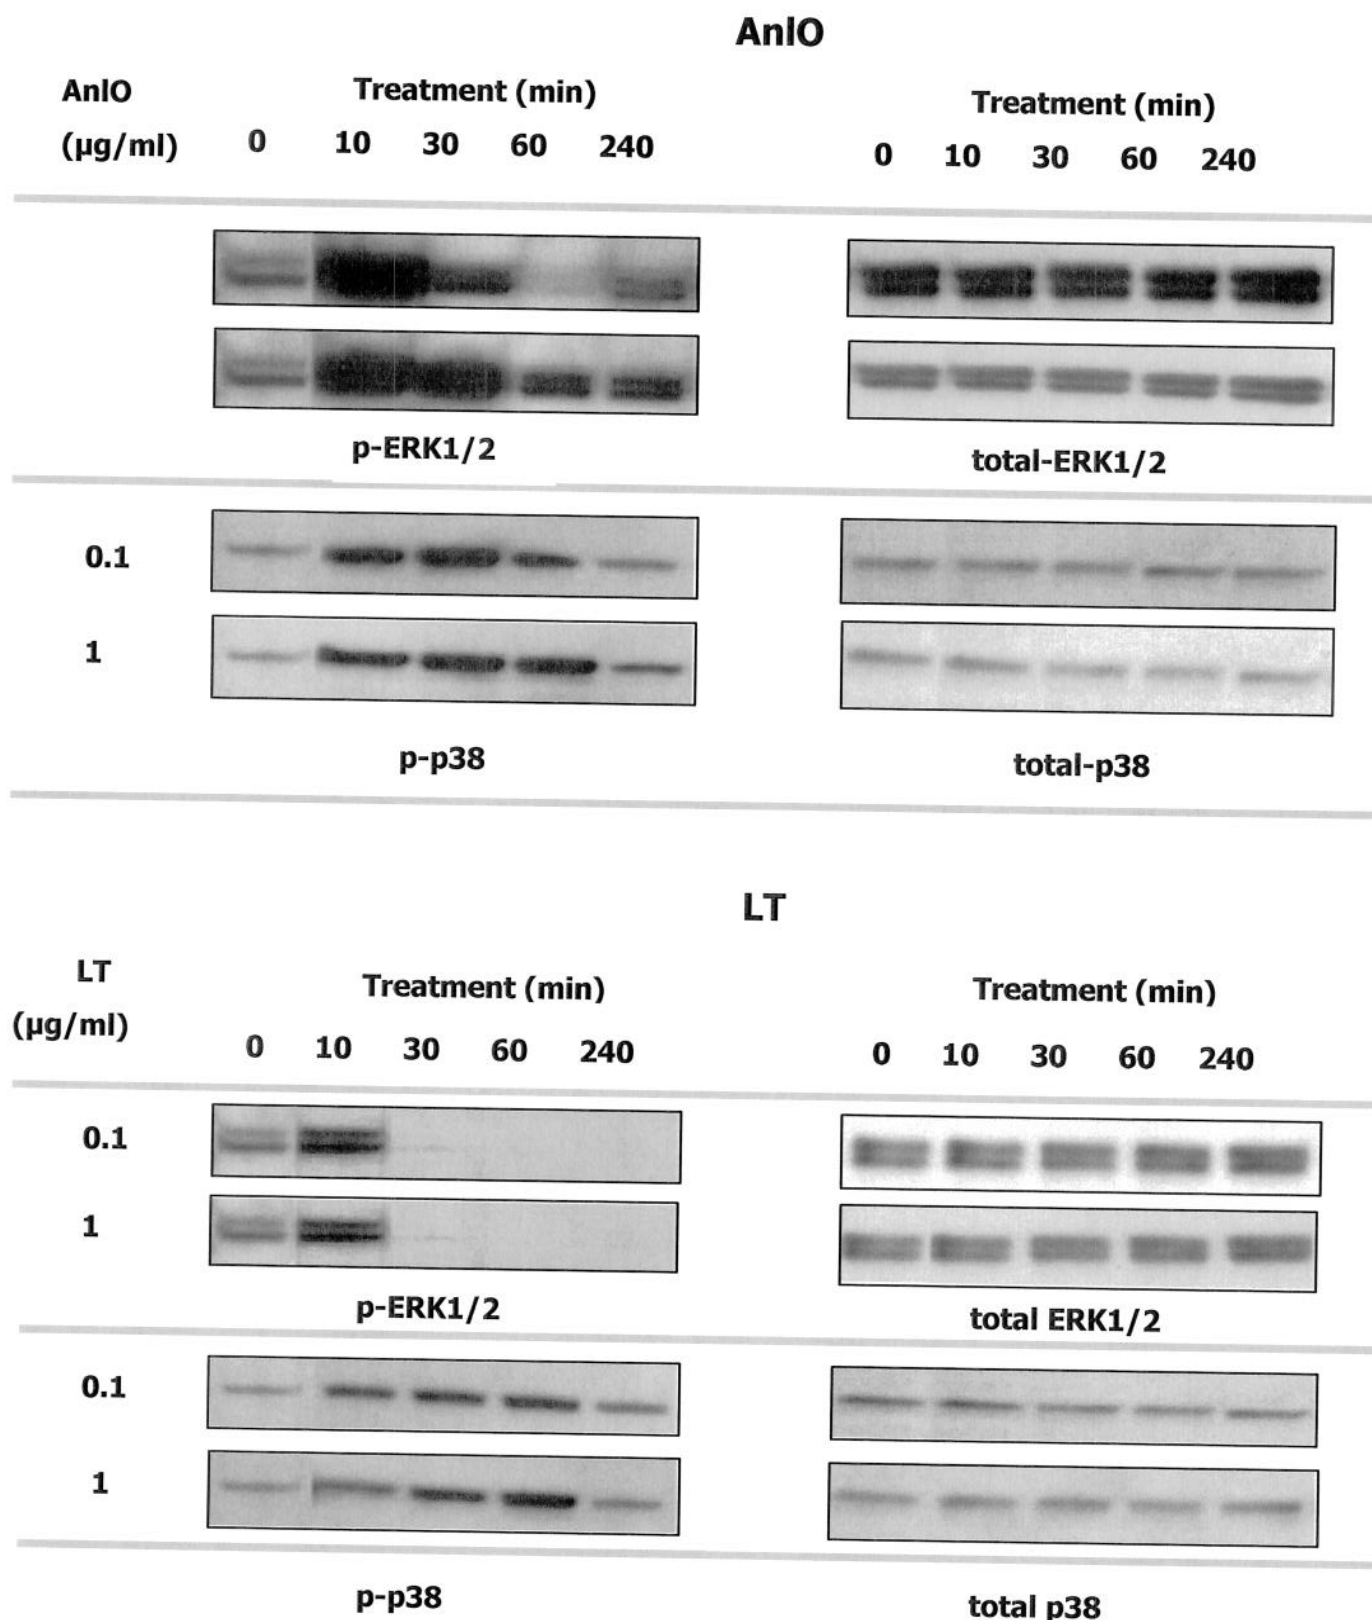 AnlO
AnlO Treatment (min) Treatment (min)
(µg/ml) 0 10 30 60 240 0 10 30 60 240
p-ERK1/2 total-ERK1/2
0.1
1
p-p38 total-p38
LT
LT Treatment (min) Treatment (min)
(µg/ml) 0 10 30 60 240 0 10 30 60 240
0.1
1
p-ERK1/2 total ERK1/2
0.1
1
p-p38 total p38